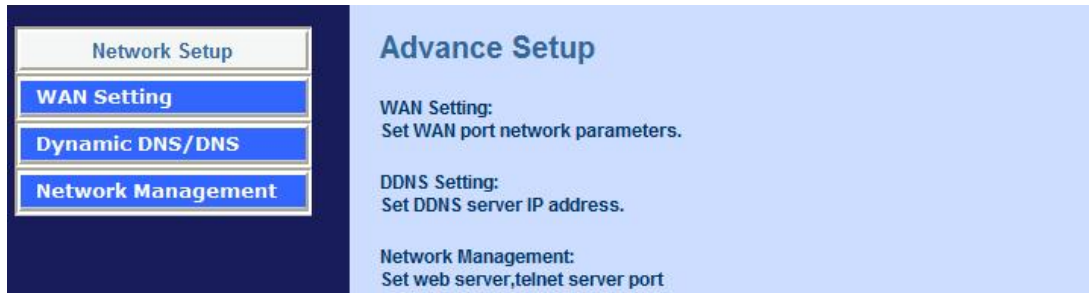 Network Setup
WAN Setting
Dynamic DNS/DNS
Network Management
Advance Setup
WAN Setting:
Set WAN port network parameters.
DDNS Setting:
Set DDNS server IP address.
Network Management:
Set web server,telnet server port